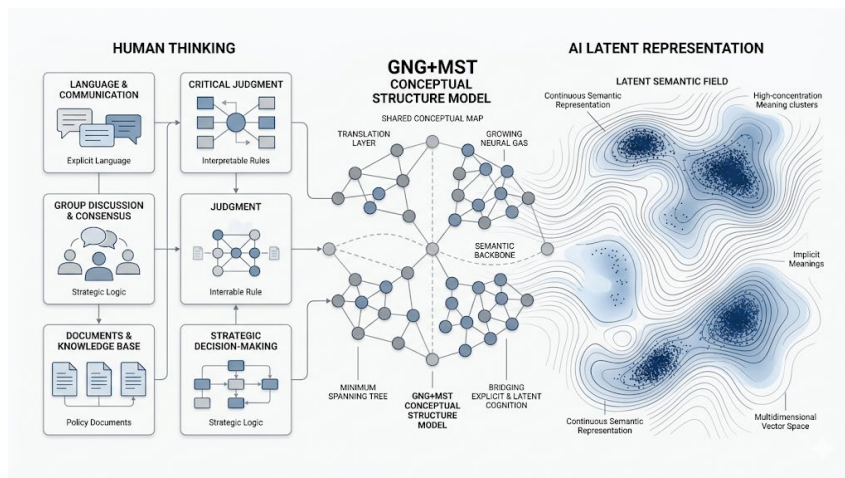 HUMAN THINKING
LANGUAGE &
COMMUNICATION
Explicit Language
CRITICAL JUDGMENT
Interpretable Rules
GROUP DISCUSSION
& CONSENSUS
Strategic Logic
JUDGMENT
Interrable Rule
DOCUMENTS &
KNOWLEDGE BASE
Policy Documents
STRATEGIC
DECISION-MAKING
Strategic Logic
GNG+MST
CONCEPTUAL
STRUCTURE MODEL
SHARED CONCEPTUAL MAP
TRANSLATION
LAYER
GROWING
NEURAL GAS
SEMANTIC
BACKBONE
MINIMUM
SPANNING TREE
GNG+MST
CONCEPTUAL
STRUCTURE
MODEL
BRIDGING
EXPLICIT & LATENT
COGNITION
AI LATENT REPRESENTATION
LATENT SEMANTIC FIELD
Continuous Semantic
Representation
High-concentration
Meaning clusters
Implicit
Meanings
Continuous Semantic
Representation
Multidimensional
Vector Space